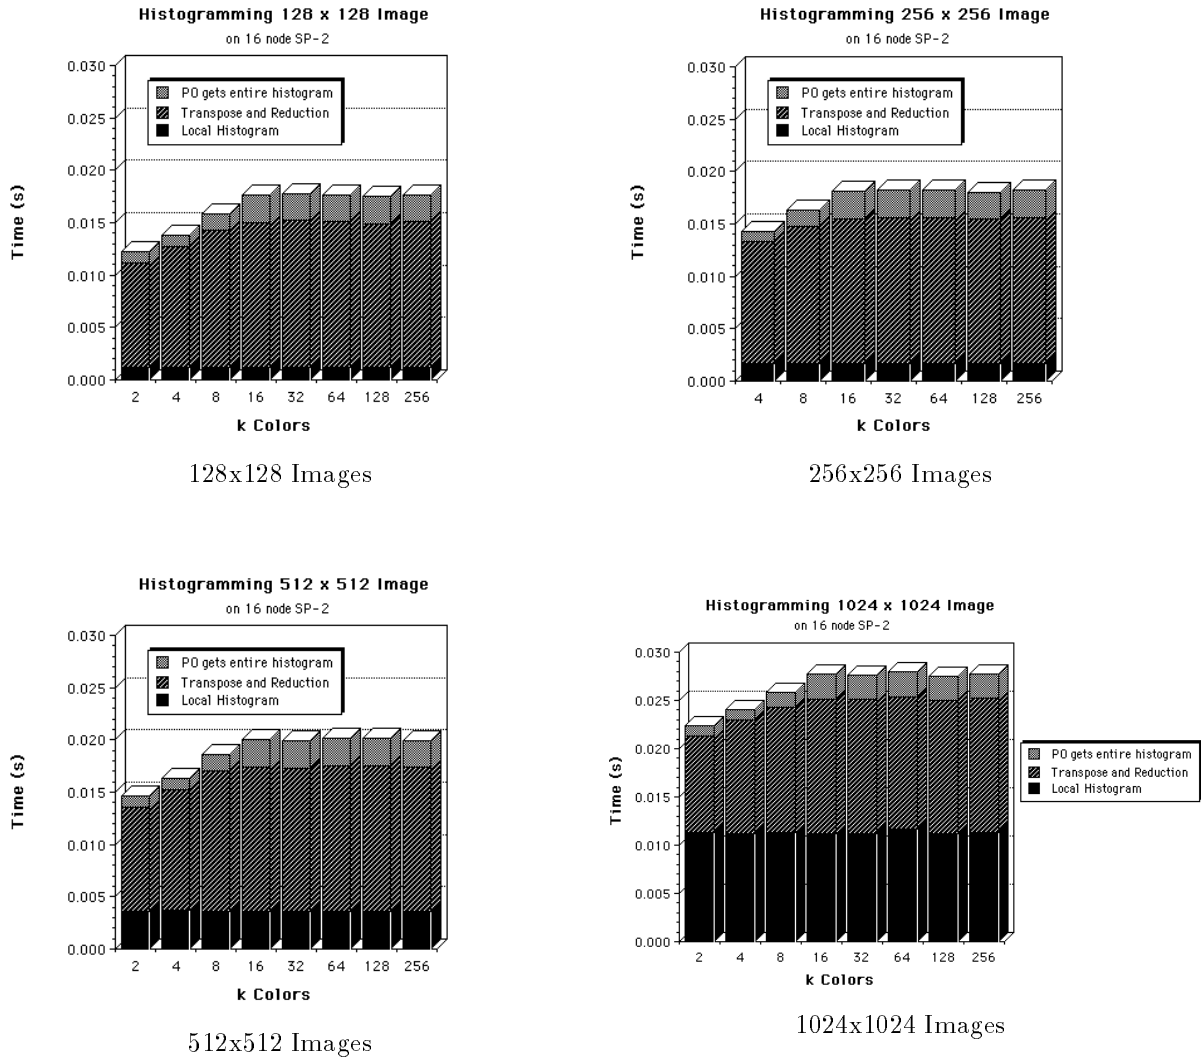 Histogramming 128 x 128 Image
on 16 node SP-2
0.030
0.025
0.020
0.015
0.010
0.005
0.000
Time (s)
P0 gets entire histogram
Transpose and Reduction
Local Histogram
2 4 8 16 32 64 128 256
k Colors
128x128 Images
Histogramming 256 x 256 Image
on 16 node SP-2
0.030
0.025
0.020
0.015
0.010
0.005
0.000
Time (s)
P0 gets entire histogram
Transpose and Reduction
Local Histogram
4 8 16 32 64 128 256
k Colors
256x256 Images
Histogramming 512 x 512 Image
on 16 node SP-2
0.030
0.025
0.020
0.015
0.010
0.005
0.000
Time (s)
P0 gets entire histogram
Transpose and Reduction
Local Histogram
2 4 8 16 32 64 128 256
k Colors
512x512 Images
Histogramming 1024 x 1024 Image
on 16 node SP-2
0.030
0.025
0.020
0.015
0.010
0.005
0.000
Time (s)
P0 gets entire histogram
Transpose and Reduction
Local Histogram
2 4 8 16 32 64 128 256
k Colors
1024x1024 Images